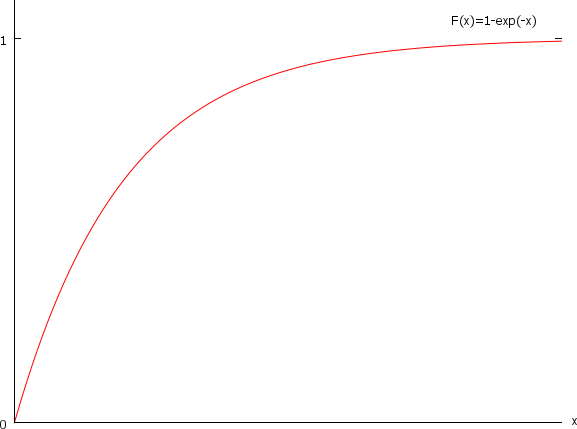 F(x)=1-exp(-x)
1
0
x